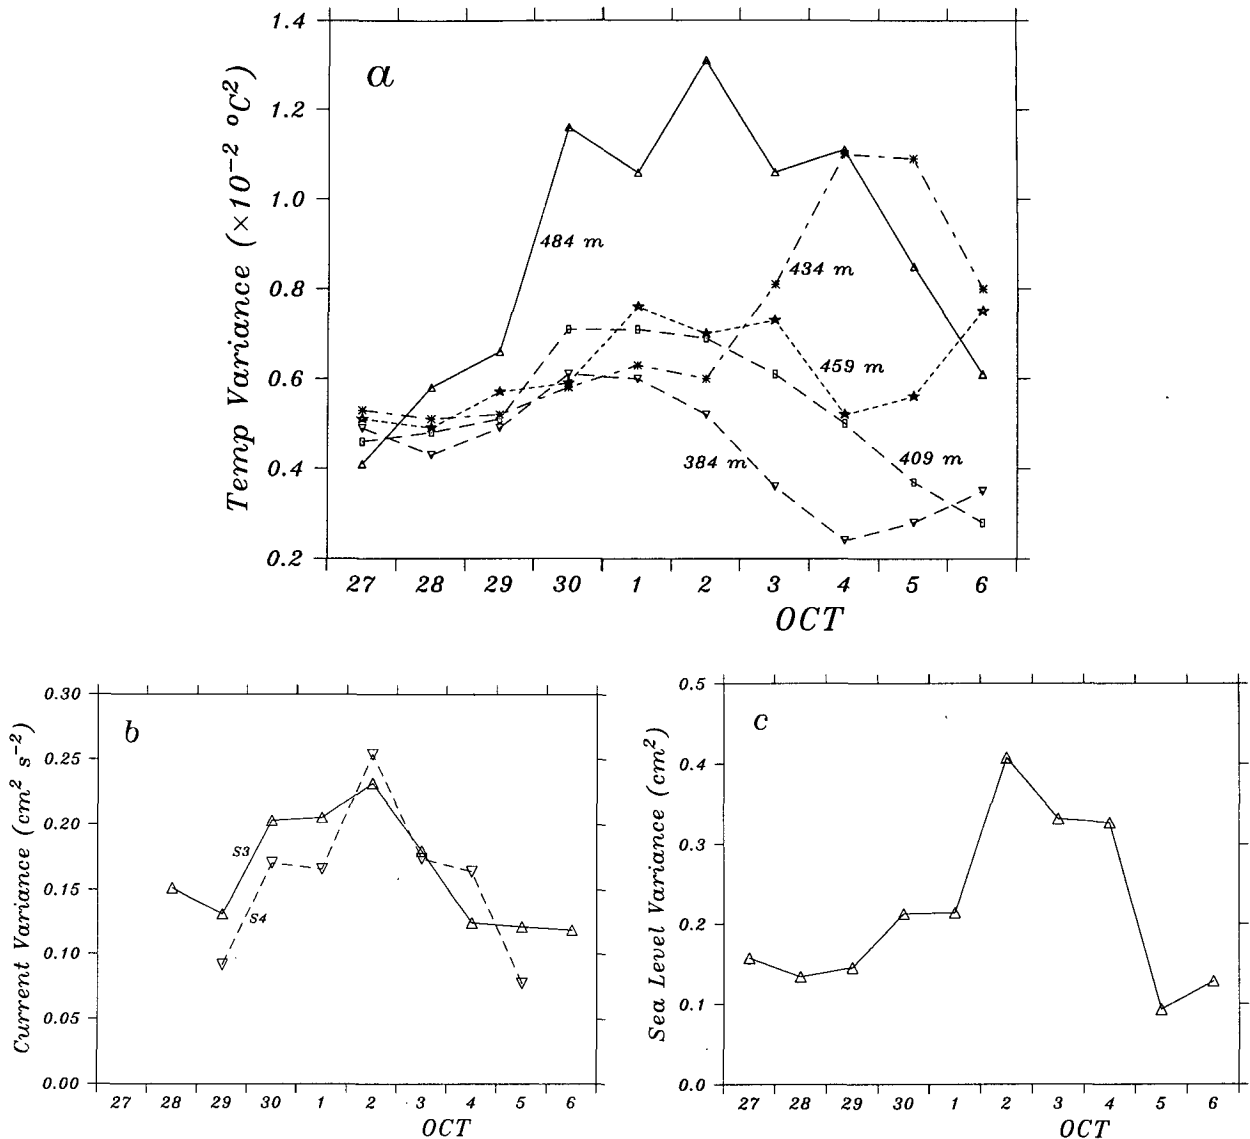 a
Temp Variance (×10⁻² °C²)
1.4
1.2
1.0
0.8
0.6
0.4
0.2
484 m
434 m
459 m
384 m
409 m
27 28 29 30 1 2 3 4 5 6
OCT
b
Current Variance (cm² s⁻²)
0.30
0.25
0.20
0.15
0.10
0.05
0.00
S3
S4
27 28 29 30 1 2 3 4 5 6
OCT
c
Sea Level Variance (cm²)
0.5
0.4
0.3
0.2
0.1
0.0
27 28 29 30 1 2 3 4 5 6
OCT